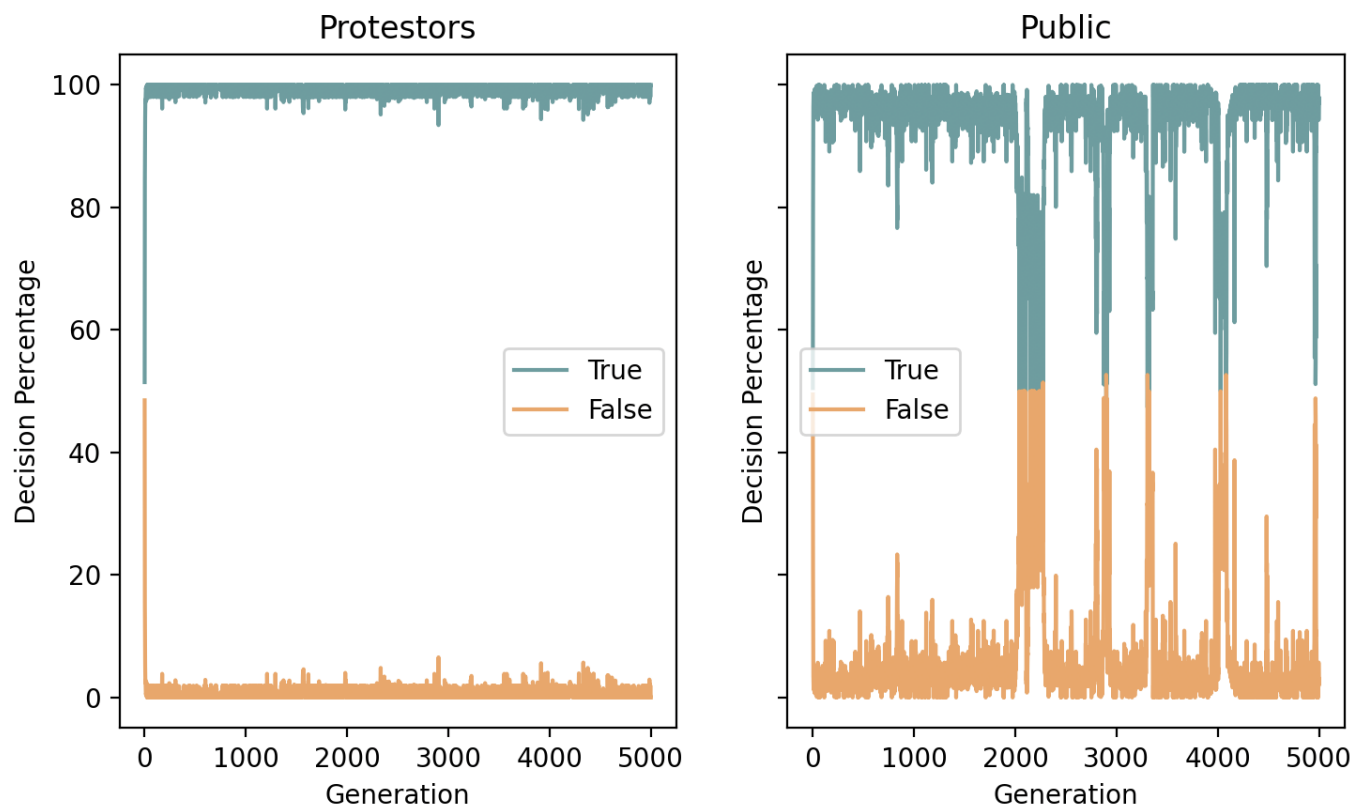 Protestors
Public
100
80
60
40
20
0
Decision Percentage
True
False
0 1000 2000 3000 4000 5000
Generation
Decision Percentage
True
False
0 1000 2000 3000 4000 5000
Generation